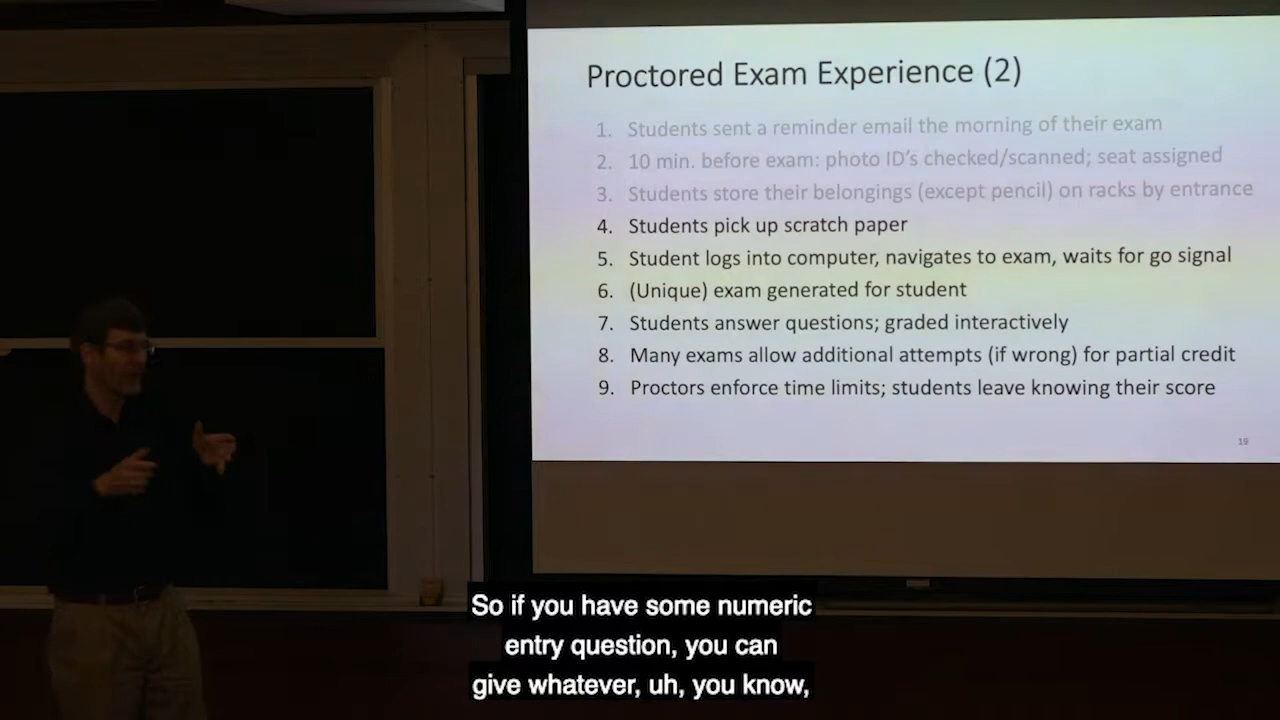 Proctored Exam Experience (2)
1. Students sent a reminder email the morning of their exam
2. 10 min. before exam: photo ID's checked/scanned; seat assigned
3. Students store their belongings (except pencil) on racks by entrance
4. Students pick up scratch paper
5. Student logs into computer, navigates to exam, waits for go signal
6. (Unique) exam generated for student
7. Students answer questions; graded interactively
8. Many exams allow additional attempts (if wrong) for partial credit
9. Proctors enforce time limits; students leave knowing their score
19
So if you have some numeric
entry question, you can
give whatever, uh, you know,